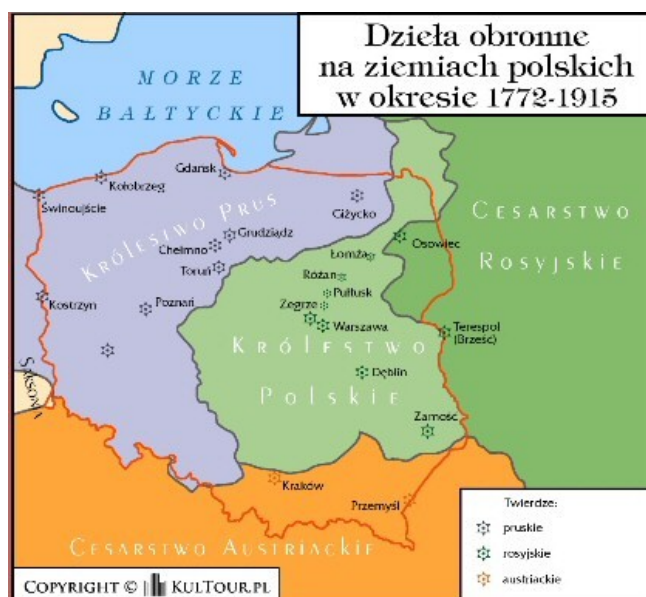 Dzieła obronne
na ziemiach polskich
w okresie 1772-1915
MORZE
BAŁTYCKIE
Gdańsk
Kołobrzeg
Świnoujście
Giżycko
KRÓLESTWO PRUS
Grudziądz
Chełmno
Toruń
CESARSTWO
ROSYJSKIE
Osowiec
Łomża
Różan
Pułtusk
Zegrze
Warszawa
Kostrzyn
Poznań
Terespol
(Brześć)
KRÓLESTWO
POLSKIE
Dęblin
SAKSONIA
Zamość
Kraków
Przemyśl
CESARSTWO AUSTRIACKIE
Twierdze:
pruskie
rosyjskie
austriackie
COPYRIGHT © KULTOUR.PL